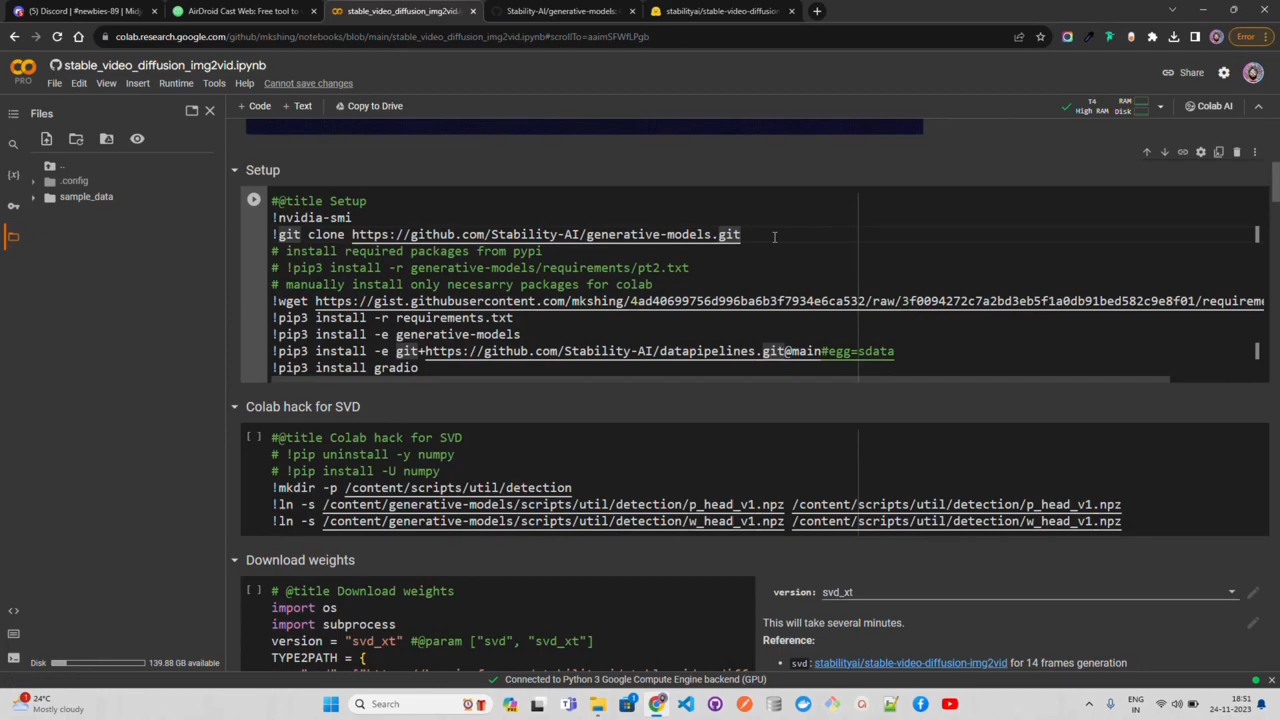 (5) Discord | #newbies-89 | Midj
AirDroid Cast Web: Free tool to
stable_video_diffusion_img2vid.
Stability-AI/generative-models:
stabilityai/stable-video-diffusion
colab.research.google.com/github/mkshing/notebooks/blob/main/stable_video_diffusion_img2vid.ipynb#scrollTo=aaimSFWfLPgb
Error
PRO
stable_video_diffusion_img2vid.ipynb
File Edit View Insert Runtime Tools Help Cannot save changes
Share
Files
+ Code + Text Copy to Drive
T4
High RAM
RAM
Disk
Colab AI
..
.config
sample_data
Setup
#@title Setup
!nvidia-smi
!git clone https://github.com/Stability-AI/generative-models.git
# install required packages from pypi
# !pip3 install -r generative-models/requirements/pt2.txt
# manually install only necesarry packages for colab
!wget https://gist.githubusercontent.com/mkshing/4ad40699756d996ba6b3f7934e6ca532/raw/3f0094272c7a2bd3eb5f1a0db91bed582c9e8f01/requireme
!pip3 install -r requirements.txt
!pip3 install -e generative-models
!pip3 install -e git+https://github.com/Stability-AI/datapipelines.git@main#egg=sdata
!pip3 install gradio
Colab hack for SVD
[ ] #@title Colab hack for SVD
# !pip uninstall -y numpy
# !pip install -U numpy
!mkdir -p /content/scripts/util/detection
!ln -s /content/generative-models/scripts/util/detection/p_head_v1.npz /content/scripts/util/detection/p_head_v1.npz
!ln -s /content/generative-models/scripts/util/detection/w_head_v1.npz /content/scripts/util/detection/w_head_v1.npz
Download weights
[ ] # @title Download weights
import os
import subprocess
version = "svd_xt" #@param ["svd", "svd_xt"]
TYPE2PATH = {
version: svd_xt
This will take several minutes.
Reference:
svd: stabilityai/stable-video-diffusion-img2vid for 14 frames generation
Disk 139.88 GB available
Connected to Python 3 Google Compute Engine backend (GPU)
24°C
Mostly cloudy
Search
ENG
IN
18:51
24-11-2023